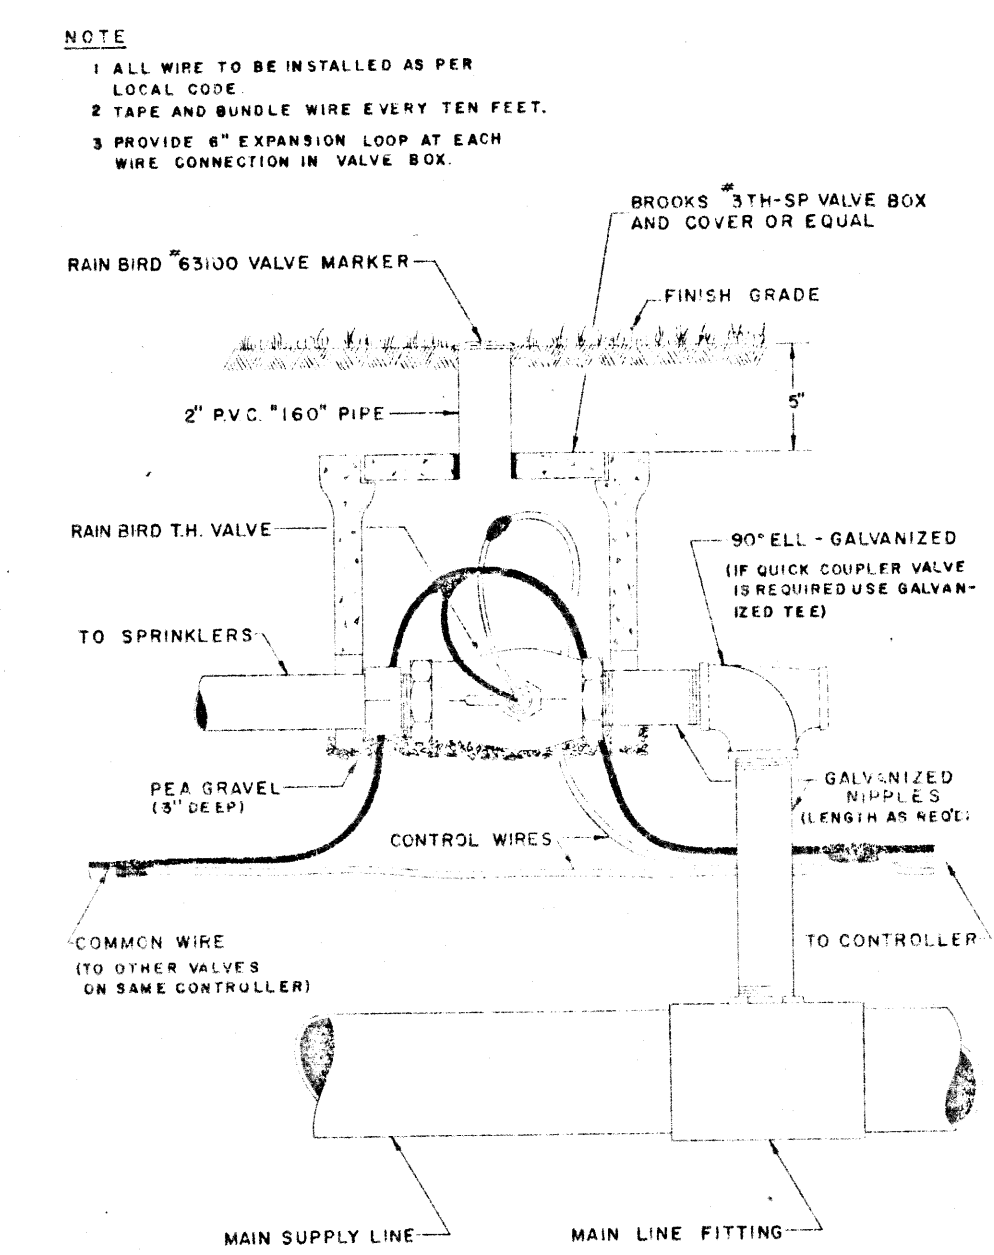 NOTE
1 ALL WIRE TO BE INSTALLED AS PER
LOCAL CODE.
2 TAPE AND BUNDLE WIRE EVERY TEN FEET.
3 PROVIDE 6" EXPANSION LOOP AT EACH
WIRE CONNECTION IN VALVE BOX.
BROOKS #3TH-SP VALVE BOX
AND COVER OR EQUAL
RAIN BIRD #63100 VALVE MARKER
FINISH GRADE
5"
2" P.V.C. "160" PIPE
RAIN BIRD T.H. VALVE
90° ELL - GALVANIZED
(IF QUICK COUPLER VALVE
IS REQUIRED USE GALVAN-
IZED TEE)
TO SPRINKLERS
PEA GRAVEL
(3" DEEP)
GALVANIZED
NIPPLES
(LENGTH AS REQ'D)
CONTROL WIRES
COMMON WIRE
(TO OTHER VALVES
ON SAME CONTROLLER)
TO CONTROLLER
MAIN SUPPLY LINE
MAIN LINE FITTING